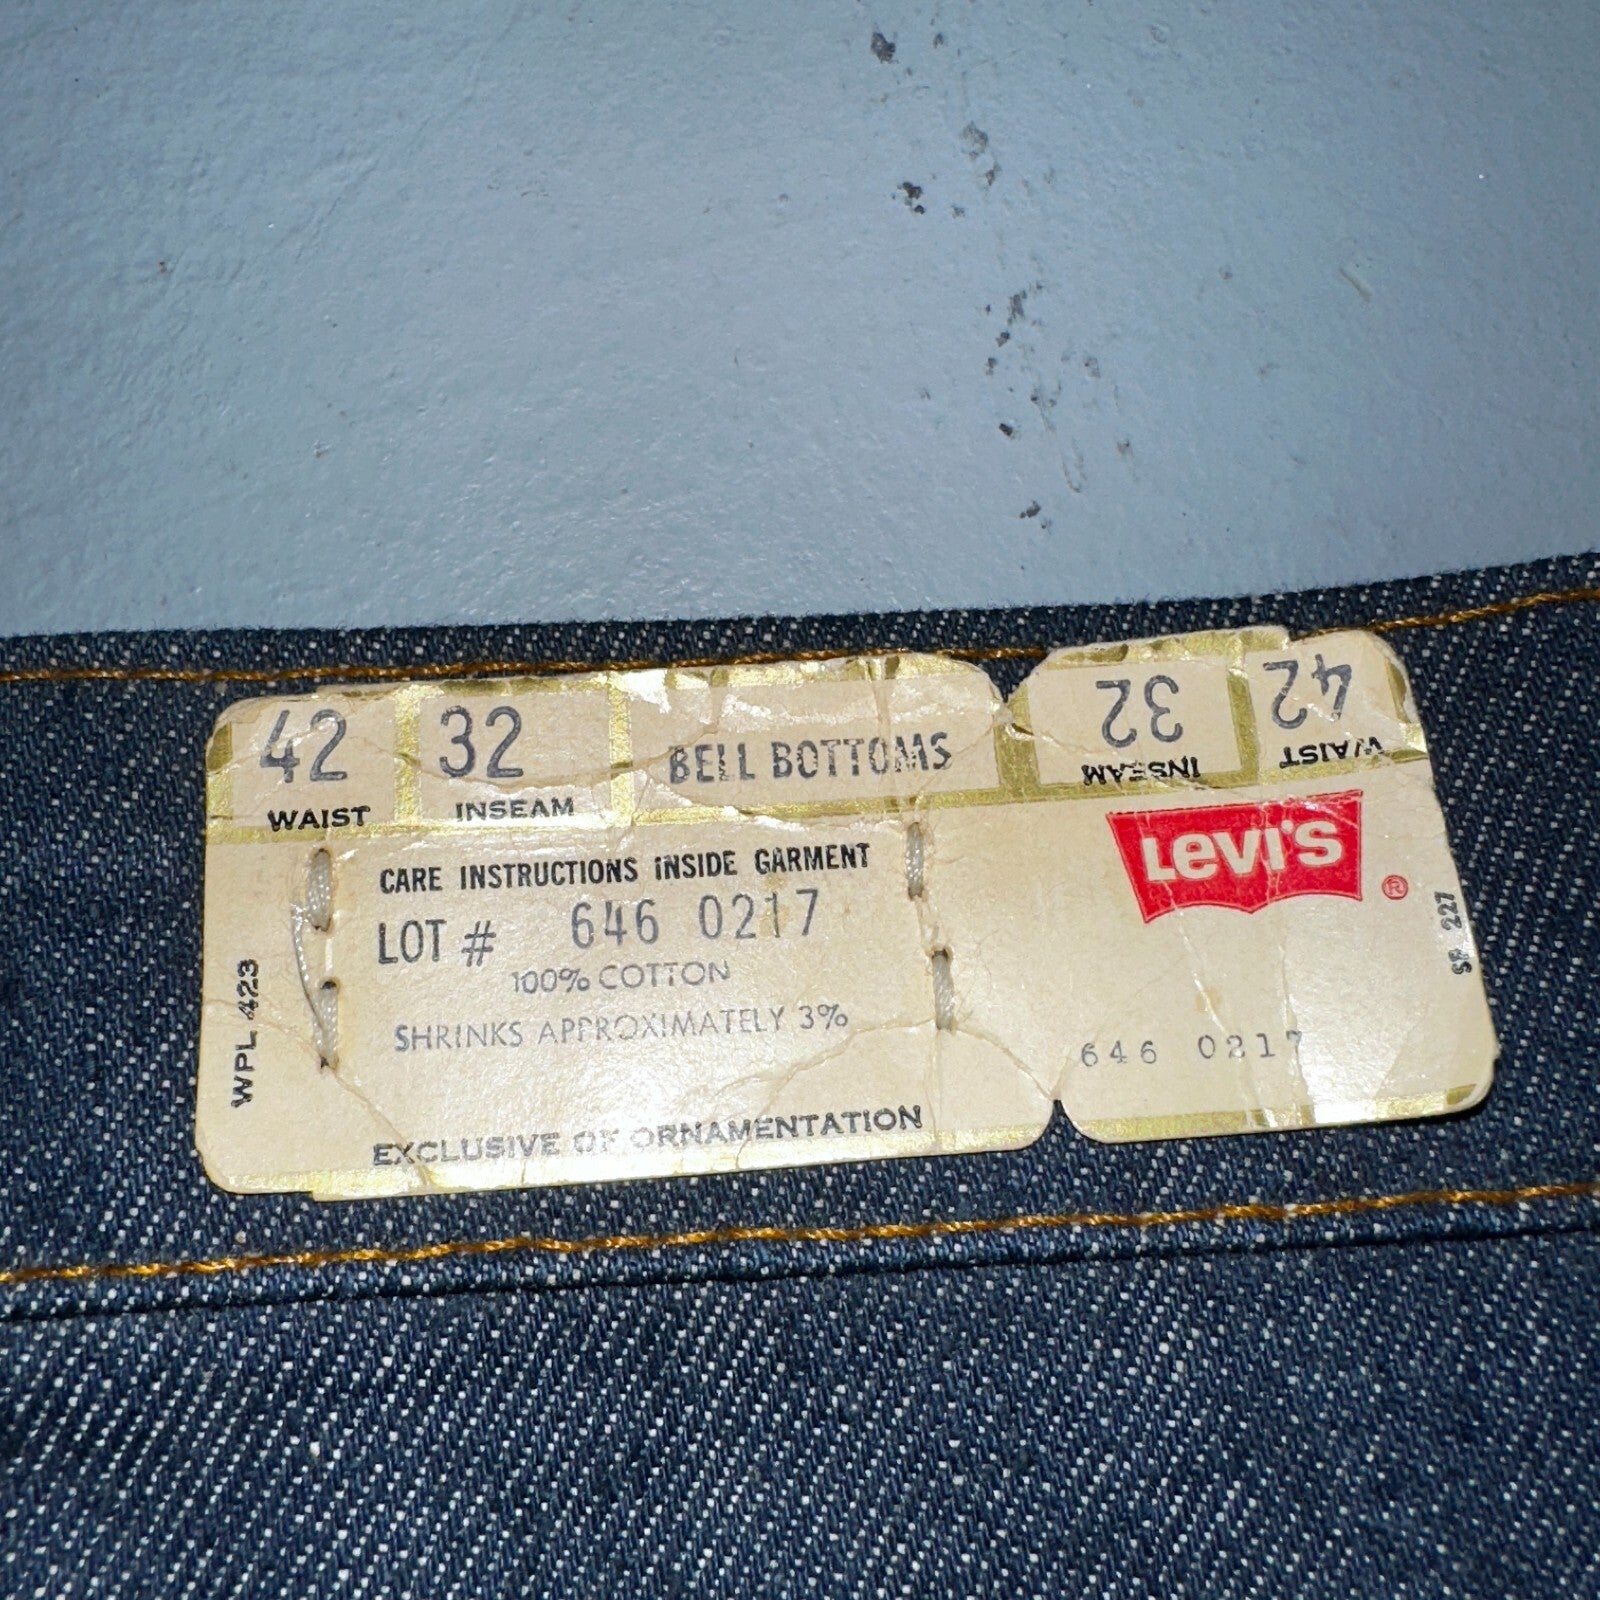 42 32 BELL BOTTOMS 32 42
WAIST INSEAM INSEAM WAIST
CARE INSTRUCTIONS INSIDE GARMENT
LOT # 646 0217
100% COTTON
SHRINKS APPROXIMATELY 3%
EXCLUSIVE OF ORNAMENTATION
WPL 423
LEVI'S ®
646 0217
SP 227